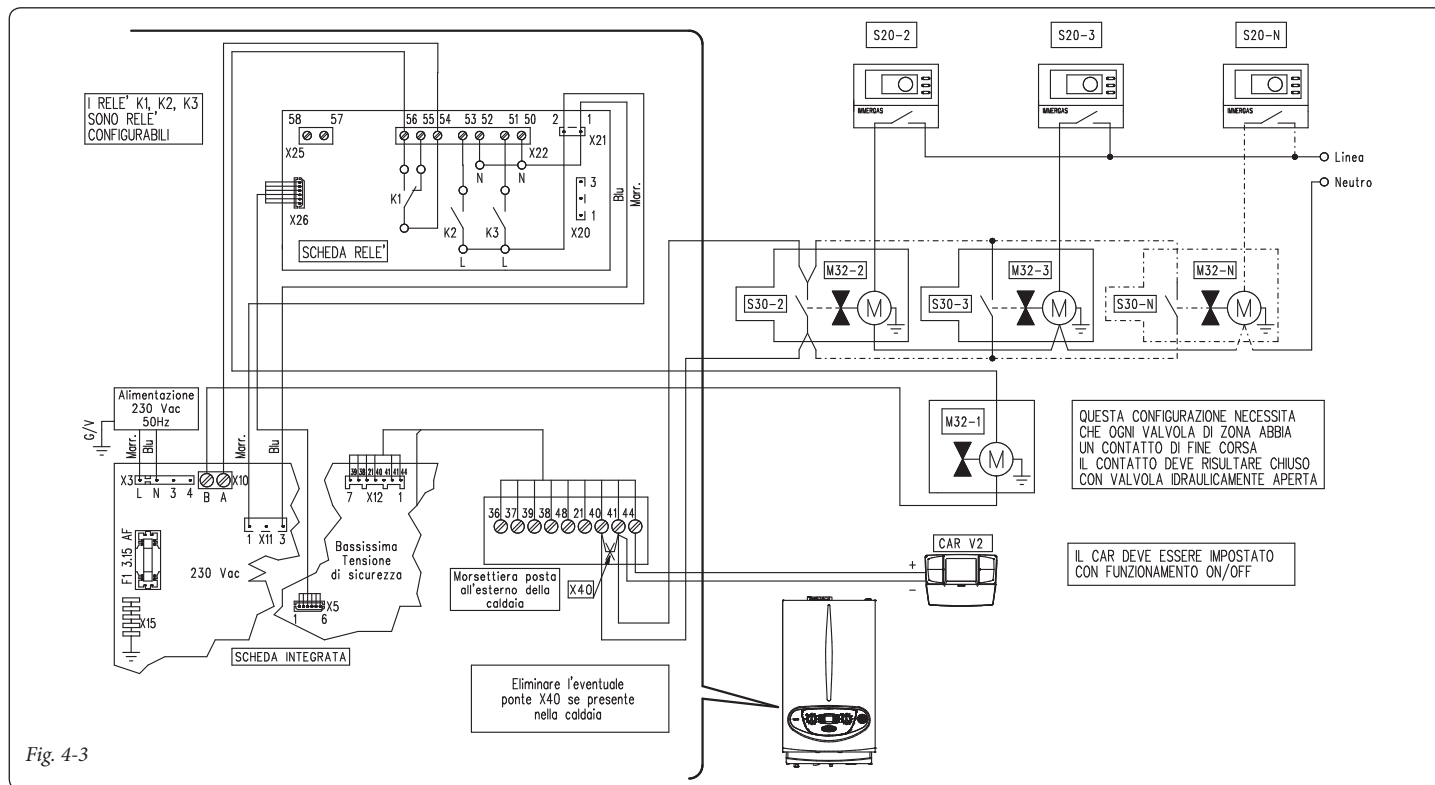 S20-2
S20-3
S20-N
IMMERGAS
IMMERGAS
IMMERGAS
Linea
Neutro
I RELE' K1, K2, K3
SONO RELE'
CONFIGURABILI
58 57
X25
56 55 54 53 52 51 50
X22
2 1
X21
N N
K1
K2
K3
L L
3
1
X20
X26
SCHEDA RELE'
Blu
Marr.
M32-2
M32-3
M32-N
S30-2
S30-3
S30-N
M
M
M
Alimentazione
230 Vac
50Hz
G/V
Marr.
Blu
Marr.
Blu
X3
L N 3 4
B A
X10
1 X11 3
F1 3.15 AF
230 Vac
X15
39 38 21 40 41 41 44
7 X12 1
Bassissima
Tensione
di sicurezza
X5
1 6
SCHEDA INTEGRATA
36 37 39 38 48 21 40 41 44
Morsettiera posta
all'esterno della
caldaia
X40
M32-1
M
QUESTA CONFIGURAZIONE NECESSITA
CHE OGNI VALVOLA DI ZONA ABBIA
UN CONTATTO DI FINE CORSA
IL CONTATTO DEVE RISULTARE CHIUSO
CON VALVOLA IDRAULICAMENTE APERTA
CAR V2
+
-
IL CAR DEVE ESSERE IMPOSTATO
CON FUNZIONAMENTO ON/OFF
Eliminare l'eventuale
ponte X40 se presente
nella caldaia
Fig. 4-3